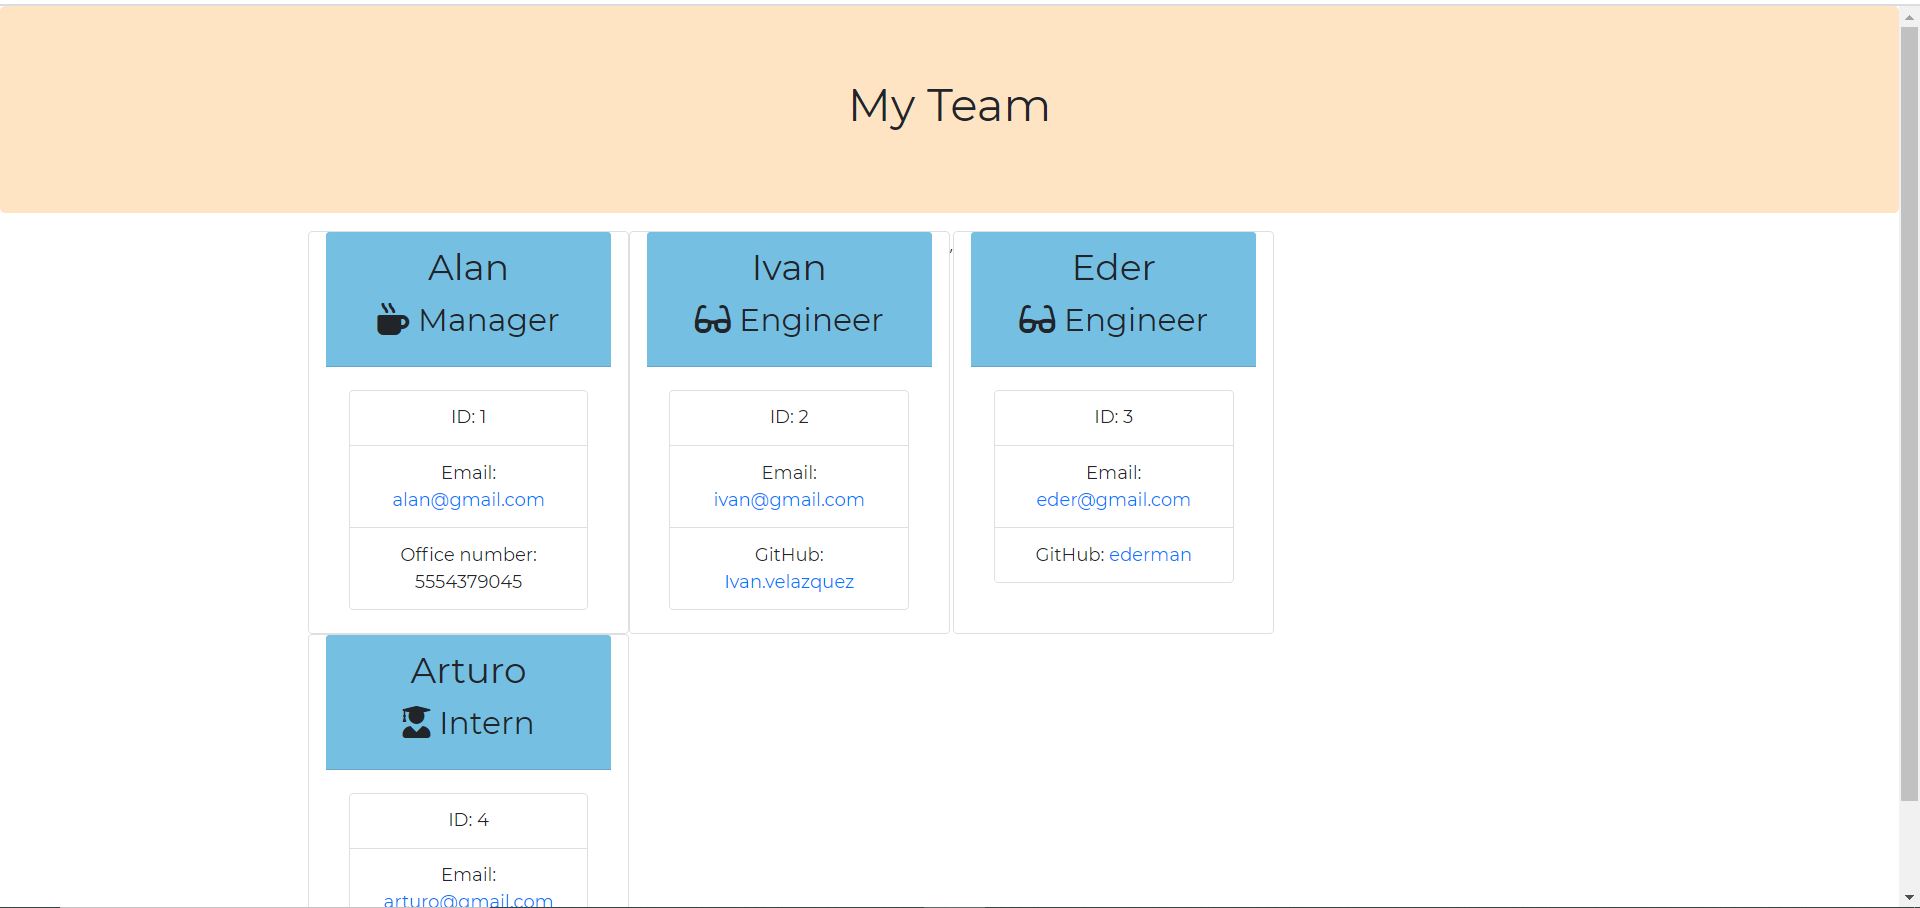 My Team
Alan
Manager
ID: 1
Email:
alan@gmail.com
Office number:
5554379045
Ivan
Engineer
ID: 2
Email:
ivan@gmail.com
GitHub:
Ivan.velazquez
,
Eder
Engineer
ID: 3
Email:
eder@gmail.com
GitHub: ederman
Arturo
Intern
ID: 4
Email:
arturo@gmail.com